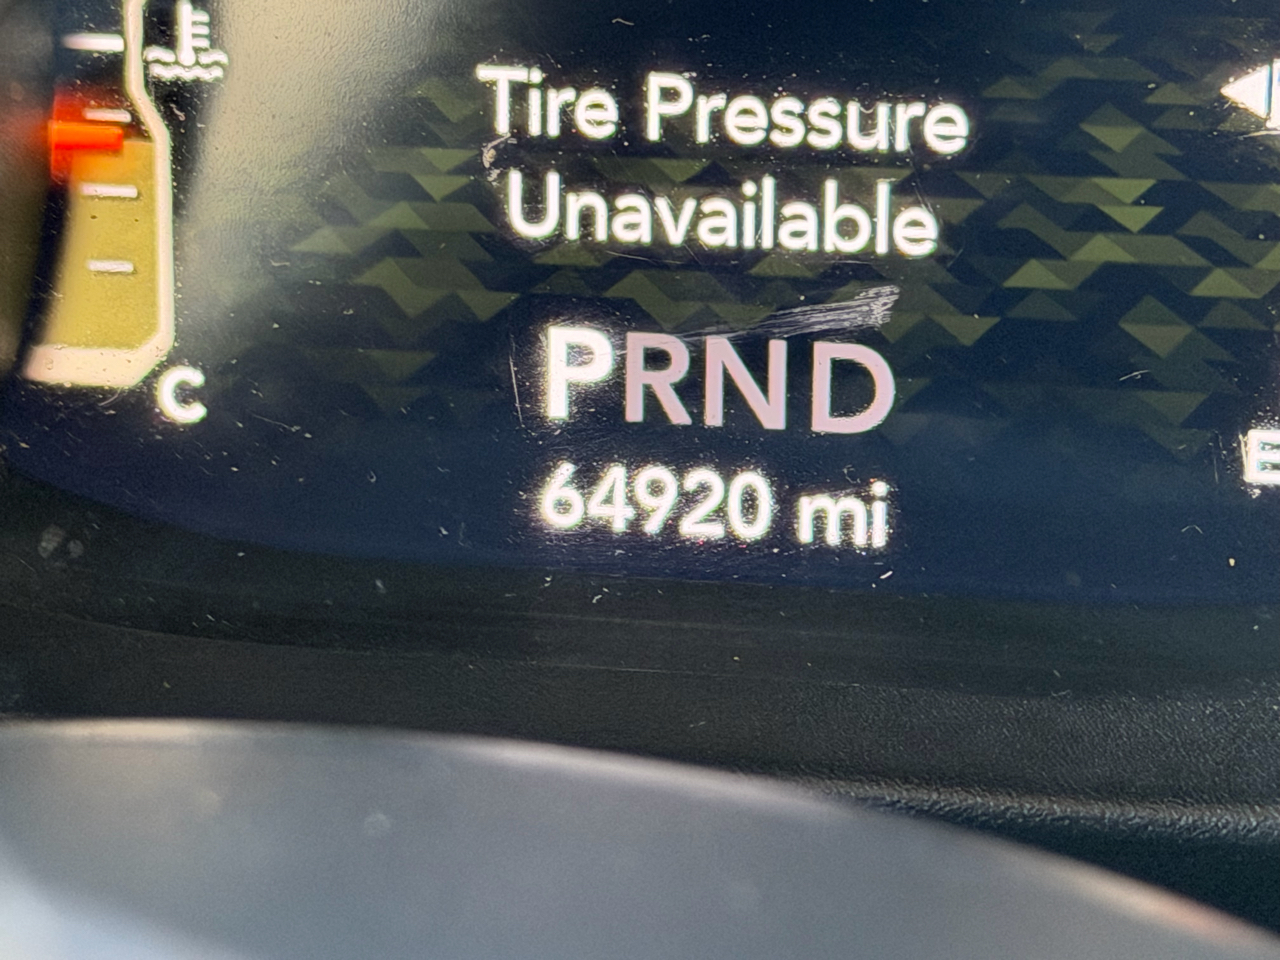 Tire Pressure
Unavailable
PRND
64920 mi
C
E